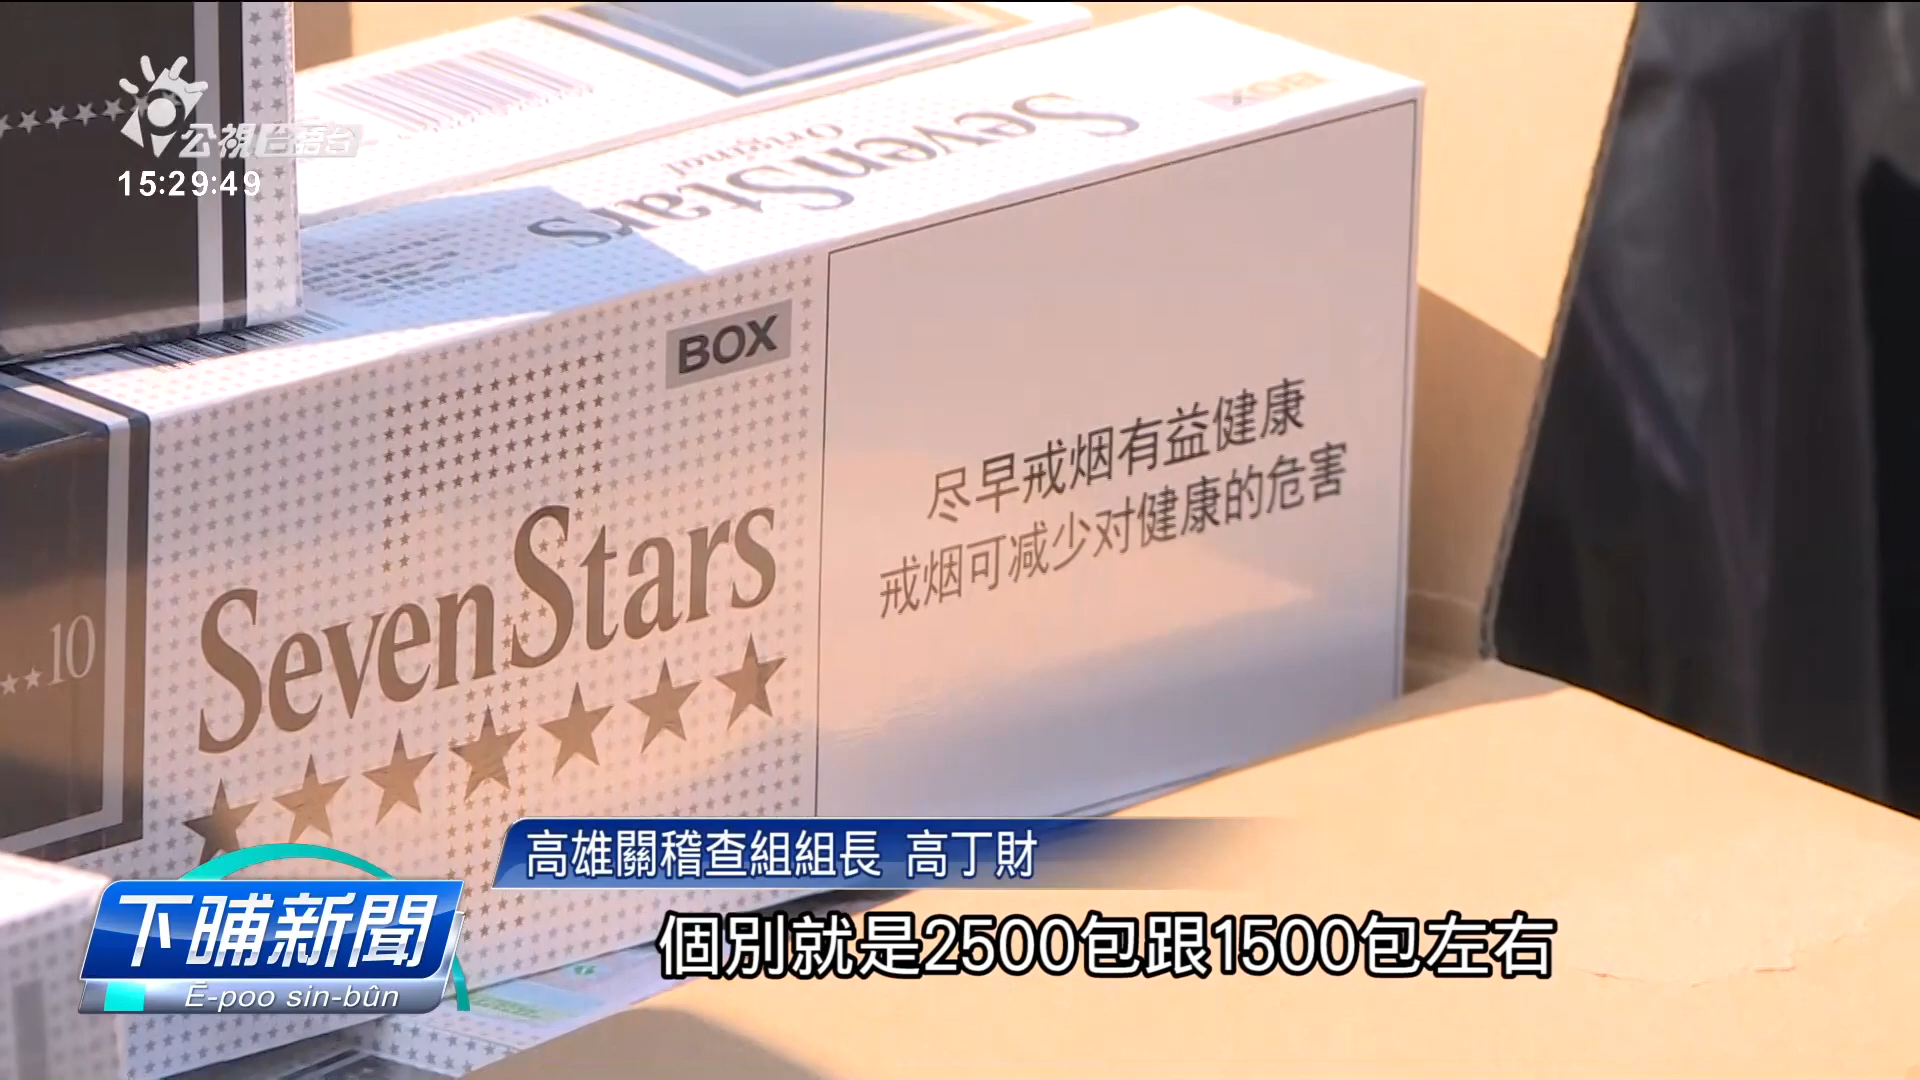 公視台語台
15:29:49
BOX
SevenStars
Original
BOX
SevenStars
10
尽早戒烟有益健康
戒烟可减少对健康的危害
高雄關稽查組組長 高丁財
下晡新聞
Ē-poo sin-bûn
個別就是2500包跟1500包左右